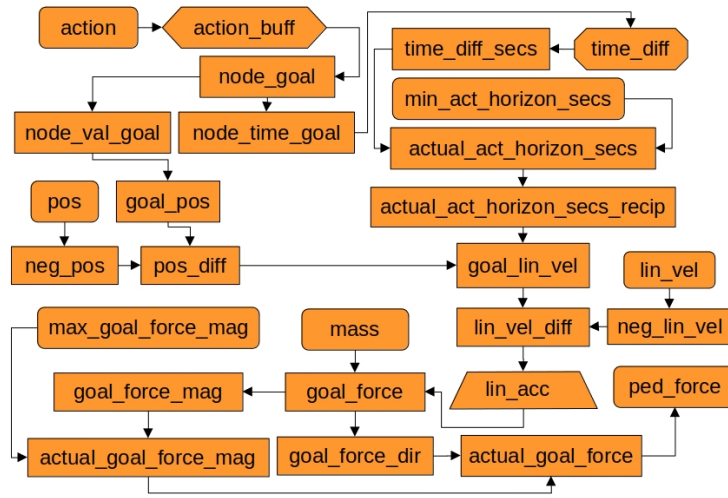 action
action_buff
time_diff_secs
time_diff
node_goal
min_act_horizon_secs
node_val_goal
node_time_goal
actual_act_horizon_secs
pos
goal_pos
actual_act_horizon_secs_recip
neg_pos
pos_diff
goal_lin_vel
lin_vel
max_goal_force_mag
mass
lin_vel_diff
neg_lin_vel
goal_force_mag
goal_force
lin_acc
ped_force
actual_goal_force_mag
goal_force_dir
actual_goal_force